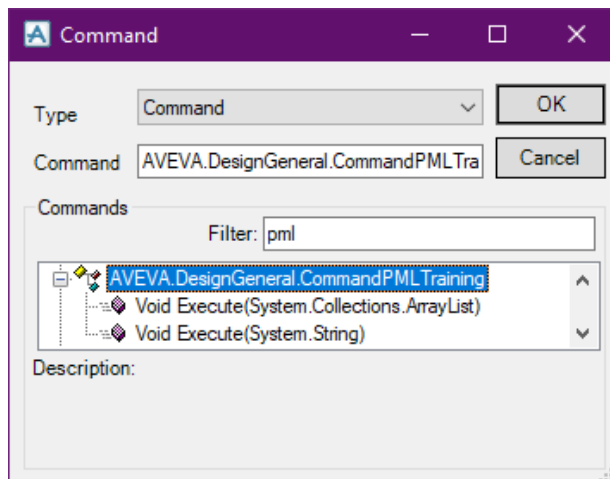 Command
Type
Command
OK
Command
AVEVA.DesignGeneral.CommandPMLTra
Cancel
Commands
Filter:
pml
AVEVA.DesignGeneral.CommandPMLTraining
Void Execute(System.Collections.ArrayList)
Void Execute(System.String)
Description: